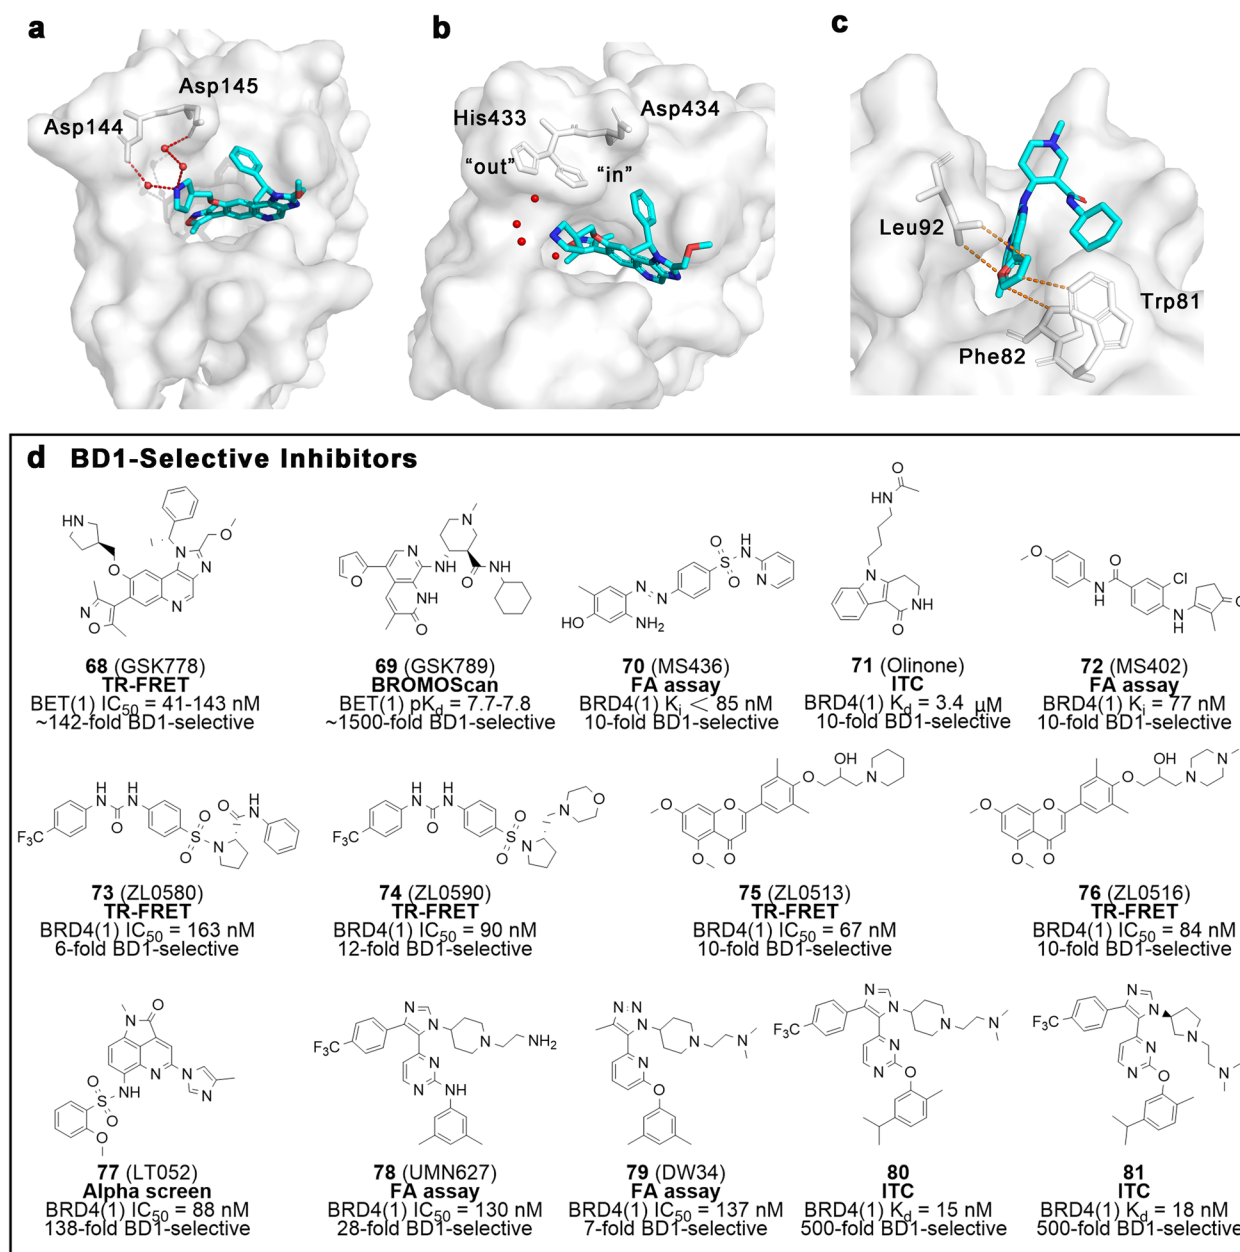 a
b
c
Asp145
Asp144
His433
Asp434
“out”
“in”
Leu92
Trp81
Phe82
d BD1-Selective Inhibitors
68 (GSK778)
TR-FRET
BET(1) IC50 = 41-143 nM
~142-fold BD1-selective
69 (GSK789)
BROMOScan
BET(1) pKd = 7.7-7.8
~1500-fold BD1-selective
70 (MS436)
FA assay
BRD4(1) Ki < 85 nM
10-fold BD1-selective
71 (Olinone)
ITC
BRD4(1) Kd = 3.4 μM
10-fold BD1-selective
72 (MS402)
FA assay
BRD4(1) Ki = 77 nM
10-fold BD1-selective
73 (ZL0580)
TR-FRET
BRD4(1) IC50 = 163 nM
6-fold BD1-selective
74 (ZL0590)
TR-FRET
BRD4(1) IC50 = 90 nM
12-fold BD1-selective
75 (ZL0513)
TR-FRET
BRD4(1) IC50 = 67 nM
10-fold BD1-selective
76 (ZL0516)
TR-FRET
BRD4(1) IC50 = 84 nM
10-fold BD1-selective
77 (LT052)
Alpha screen
BRD4(1) IC50 = 88 nM
138-fold BD1-selective
78 (UMN627)
FA assay
BRD4(1) IC50 = 130 nM
28-fold BD1-selective
79 (DW34)
FA assay
BRD4(1) IC50 = 137 nM
7-fold BD1-selective
80
ITC
BRD4(1) Kd = 15 nM
500-fold BD1-selective
81
ITC
BRD4(1) Kd = 18 nM
500-fold BD1-selective